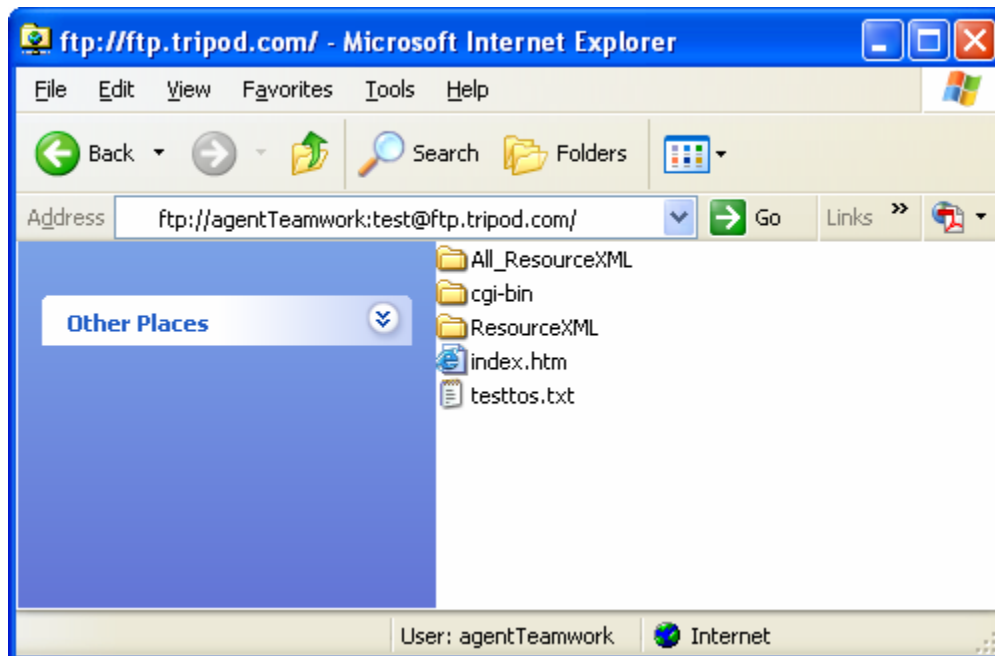 ftp://ftp.tripod.com/ - Microsoft Internet Explorer
File Edit View Favorites Tools Help
Back Search Folders
Address ftp://agentTeamwork:test@ftp.tripod.com/ Go Links »
Other Places
All_ResourceXML
cgi-bin
ResourceXML
index.htm
testtos.txt
User: agentTeamwork Internet